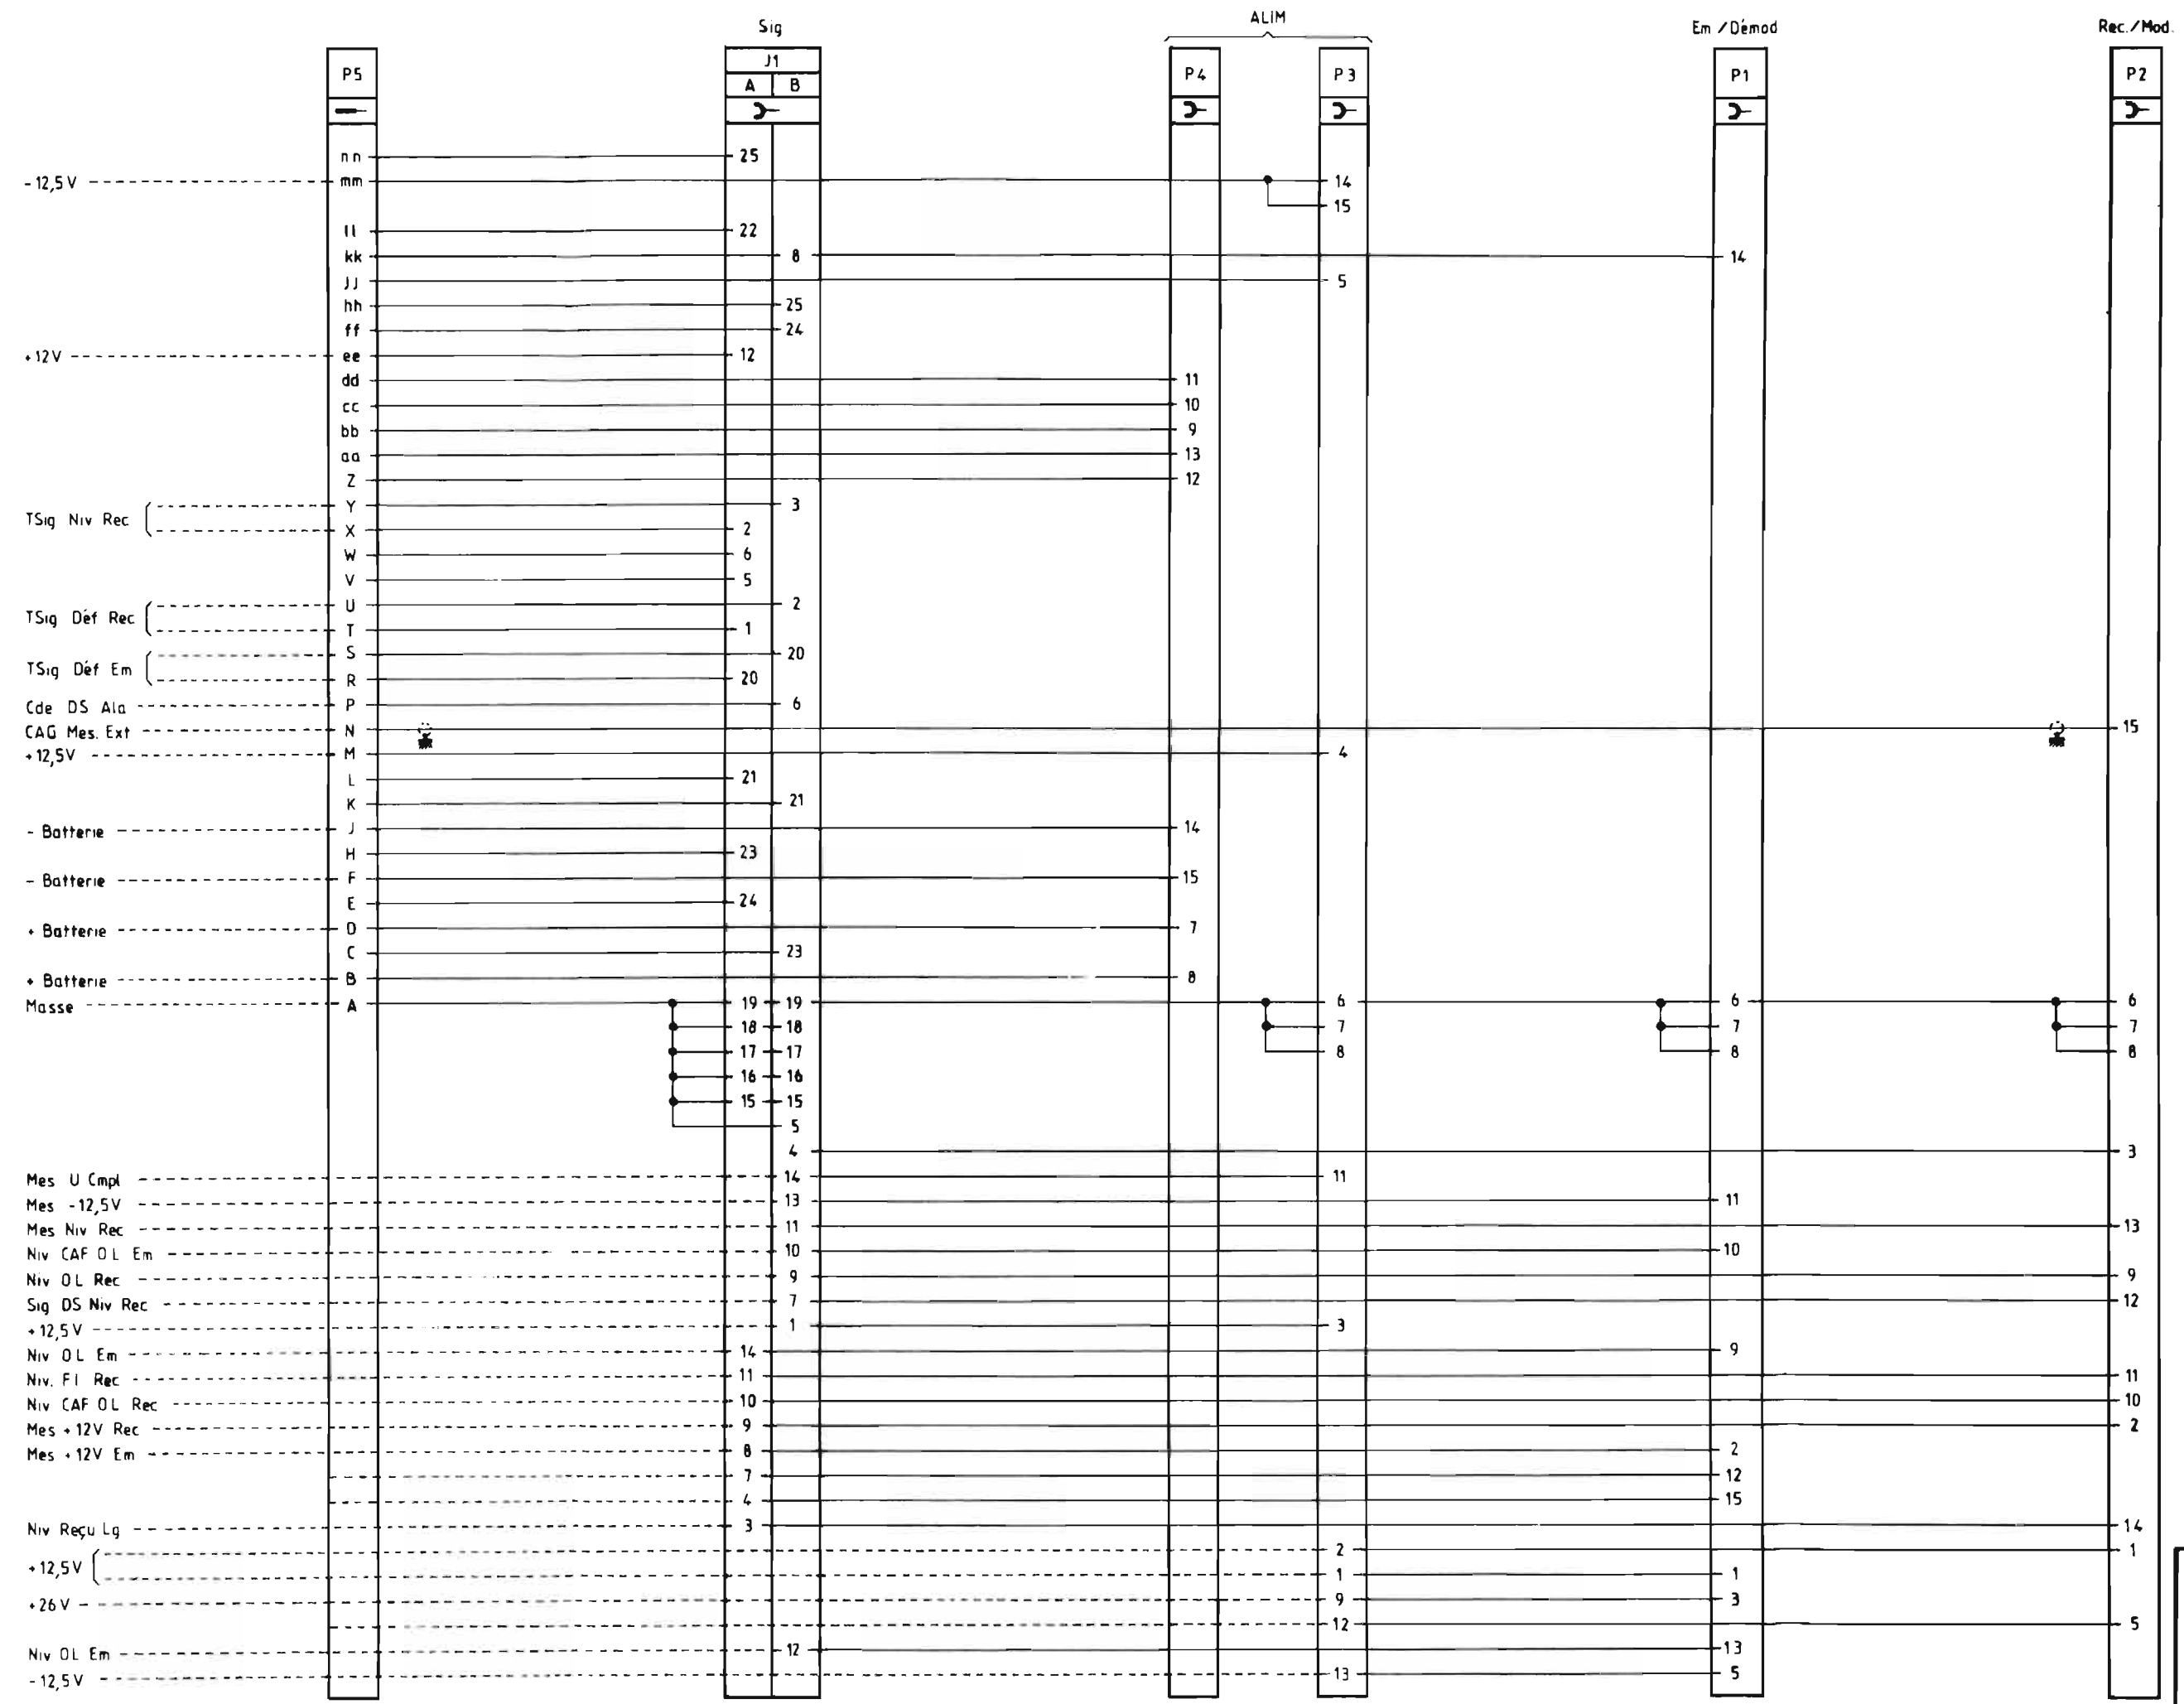 Sig ALIM Em /Démod Rec./Mod.
P5 J1 P4 P3 P1 P2
A B
nn 25
-12,5V mm 14
15
ll 22
kk 8 14
JJ 5
hh 25
ff 24
+12V ee 12
dd 11
cc 10
bb 9
aa 13
Z 12
TSig Niv Rec
Y 3
X 2
W 6
V 5
TSig Déf Rec
U 2
T 1
TSig Déf Em
S 20
R 20
Cde DS Ala P 6
CAG Mes. Ext N 15
+12,5V M 4
L 21
K 21
- Batterie J 14
H 23
- Batterie F 15
E 24
+ Batterie D 7
C 23
+ Batterie B 8
Masse A 19 19 6 6 6
18 18 7 7 7
17 17 8 8 8
16 16
15 15
5
4 3
Mes U Cmpl 14 11
Mes -12,5V 13 11
Mes Niv Rec 11 13
Niv CAF OL Em 10 10
Niv OL Rec 9 9
Sig DS Niv Rec 7 12
+12,5V 1 3
Niv OL Em 14 9
Niv. FI Rec 11 11
Niv CAF OL Rec 10 10
Mes +12V Rec 9 2
Mes +12V Em 8 2
7 12
4 15
Niv Reçu Lg 3 14
+12,5V
2 1
1 1
+26V 9 3
12 5
Niv OL Em 12 13
-12,5V 13 5